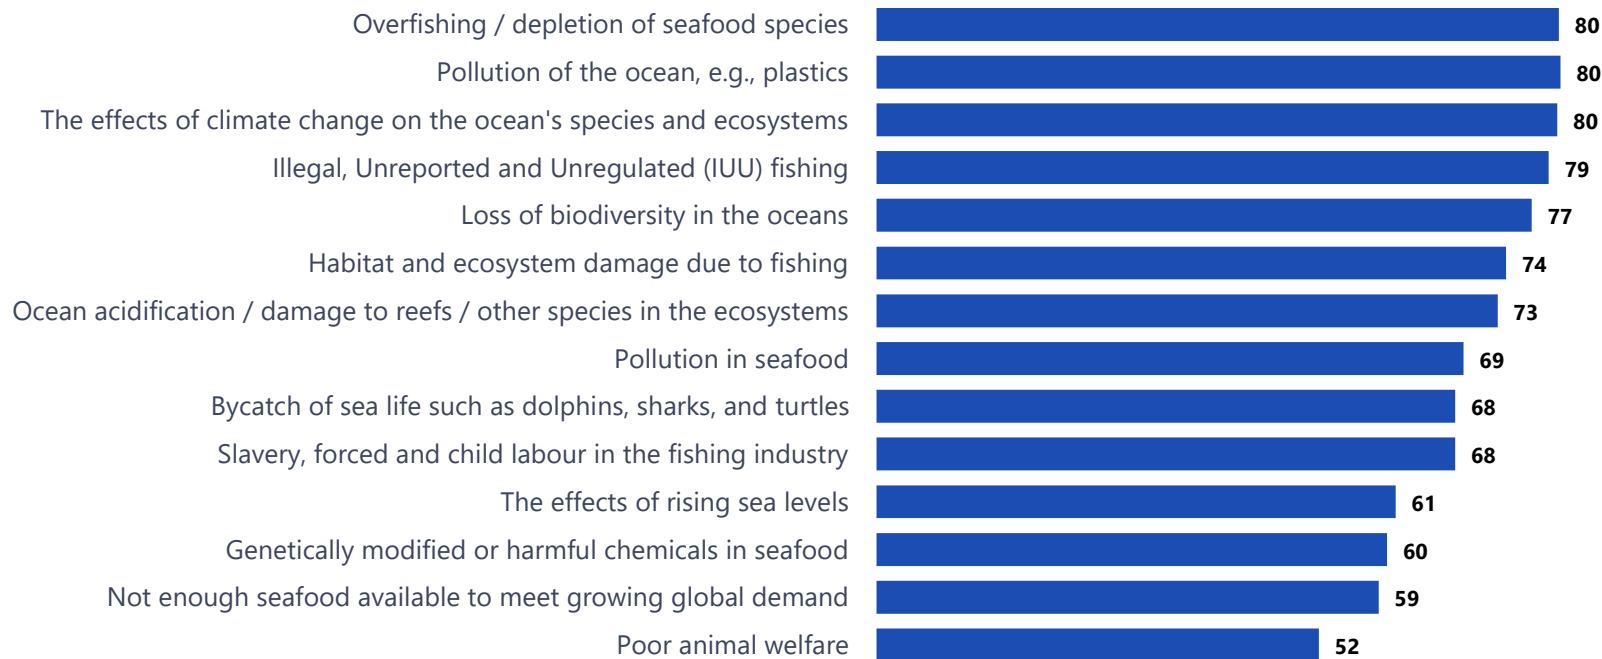 Overfishing / depletion of seafood species 80
Pollution of the ocean, e.g., plastics 80
The effects of climate change on the ocean's species and ecosystems 80
Illegal, Unreported and Unregulated (IUU) fishing 79
Loss of biodiversity in the oceans 77
Habitat and ecosystem damage due to fishing 74
Ocean acidification / damage to reefs / other species in the ecosystems 73
Pollution in seafood 69
Bycatch of sea life such as dolphins, sharks, and turtles 68
Slavery, forced and child labour in the fishing industry 68
The effects of rising sea levels 61
Genetically modified or harmful chemicals in seafood 60
Not enough seafood available to meet growing global demand 59
Poor animal welfare 52